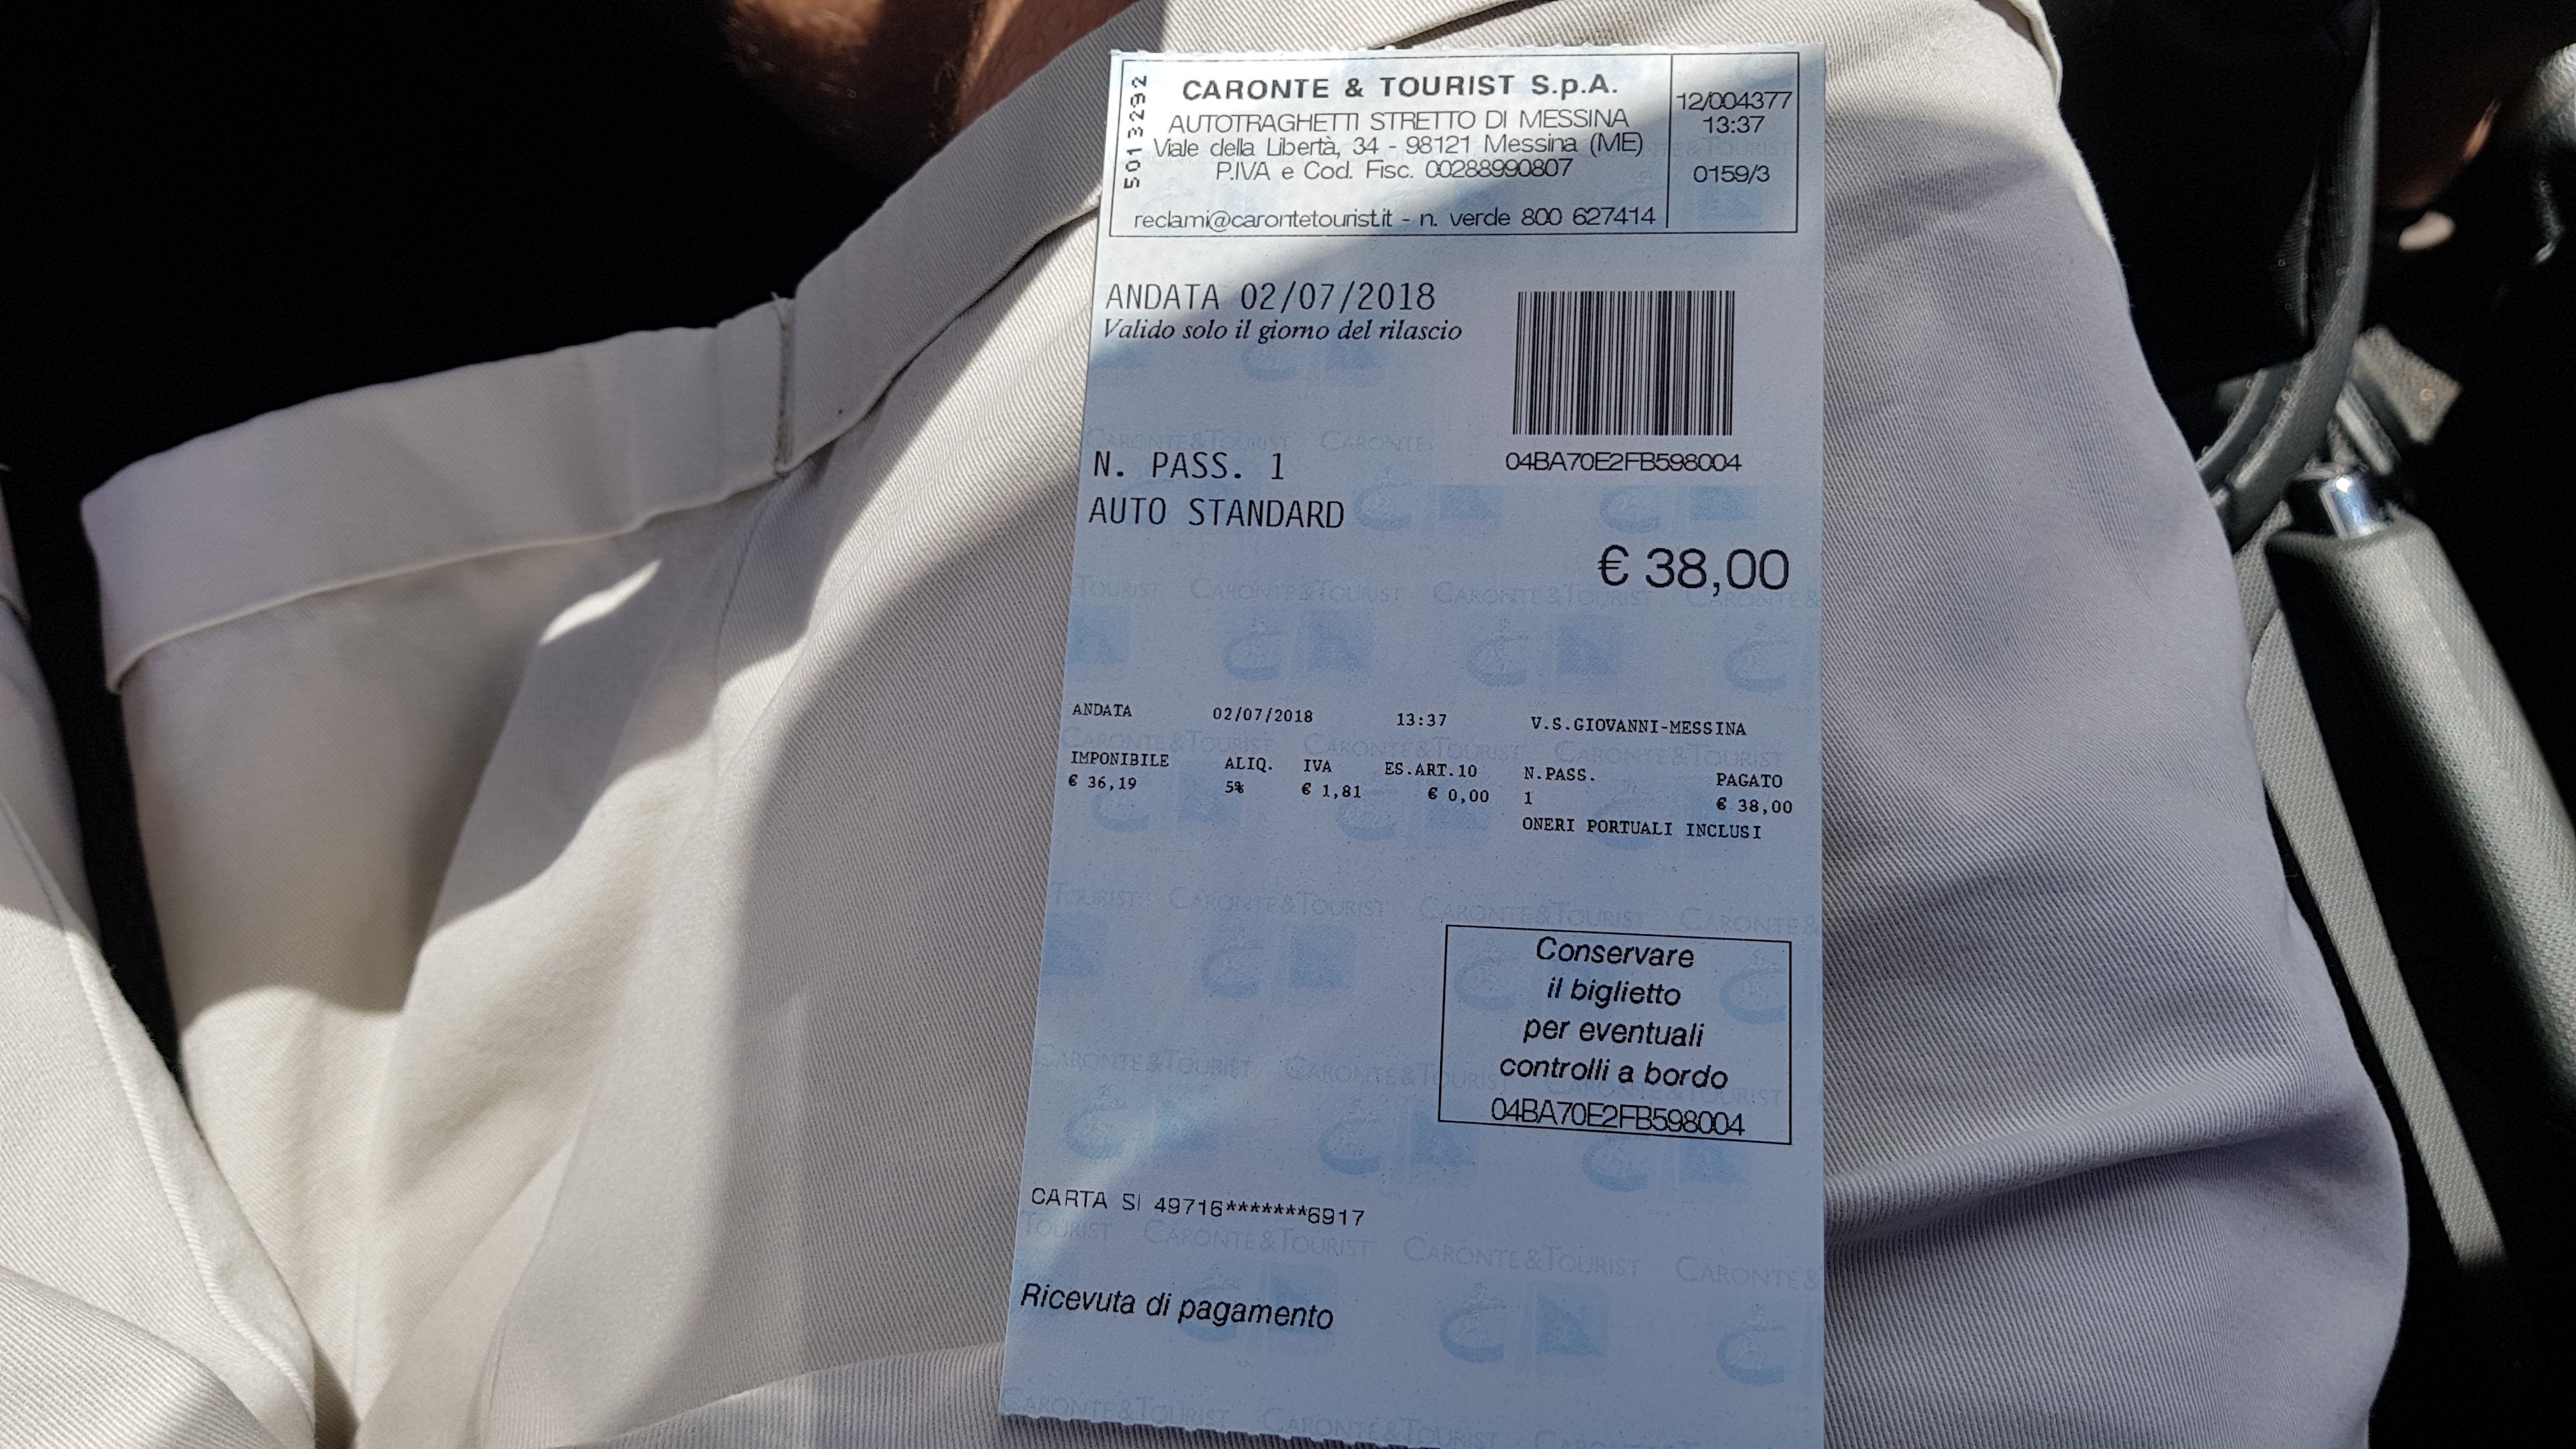 5013292
CARONTE & TOURIST S.p.A.
AUTOTRAGHETTI STRETTO DI MESSINA
Viale della Libertà, 34 - 98121 Messina (ME)
P.IVA e Cod. Fisc. 00288990807
reclami@carontetourist.it - n. verde 800 627414
12/004377
13:37
0159/3
ANDATA 02/07/2018
Valido solo il giorno del rilascio
04BA70E2FB598004
N. PASS. 1
AUTO STANDARD
€ 38,00
ANDATA 02/07/2018 13:37 V.S.GIOVANNI-MESSINA
IMPONIBILE ALIQ. IVA ES.ART.10 N.PASS. PAGATO
€ 36,19 5% € 1,81 € 0,00 1 € 38,00
ONERI PORTUALI INCLUSI
Conservare
il biglietto
per eventuali
controlli a bordo
04BA70E2FB598004
CARTA SI 49716*******6917
Ricevuta di pagamento